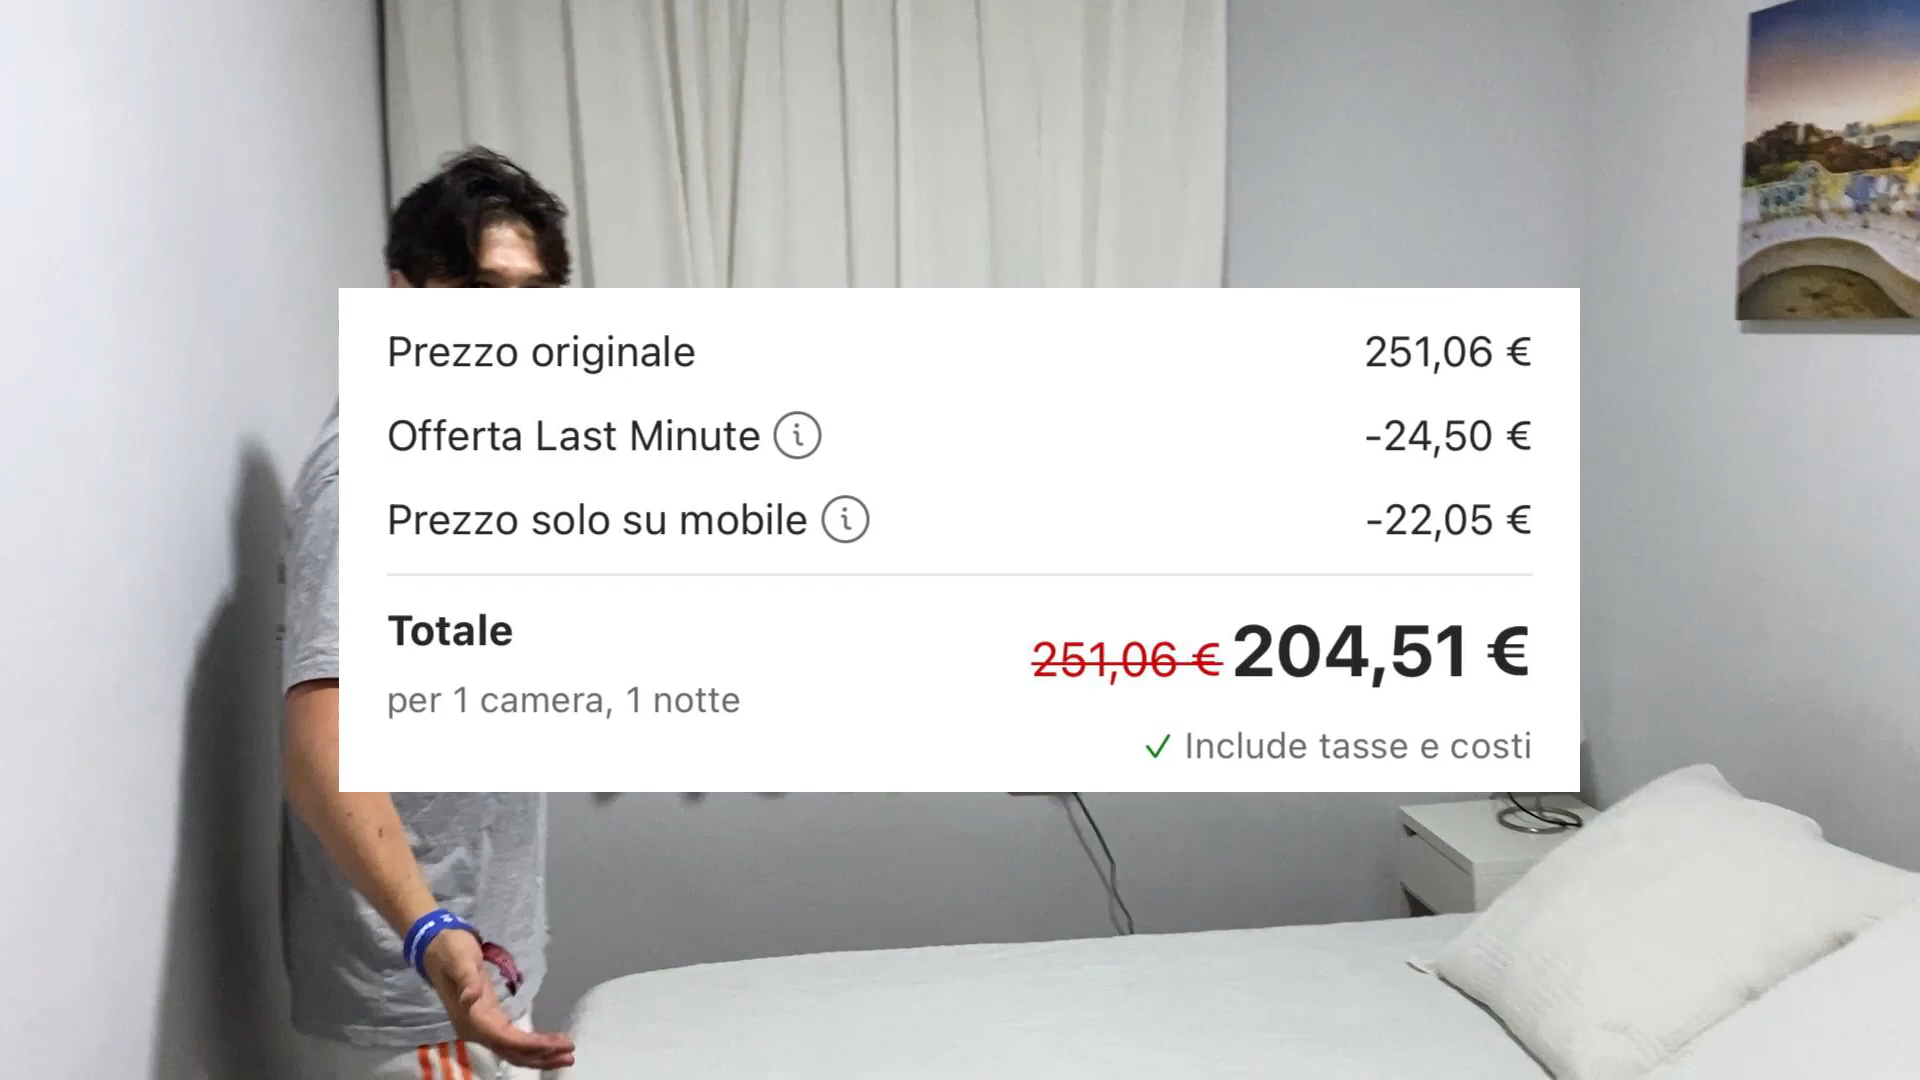 Prezzo originale 251,06 €
Offerta Last Minute -24,50 €
Prezzo solo su mobile -22,05 €
Totale 251,06 € 204,51 €
per 1 camera, 1 notte
✓ Include tasse e costi